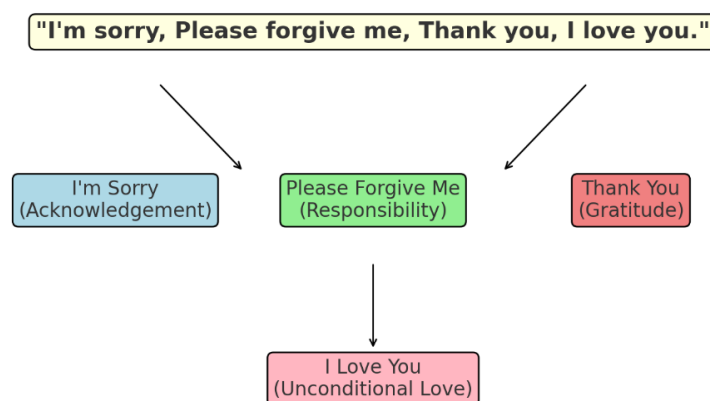 "I'm sorry, Please forgive me, Thank you, I love you."
I'm Sorry
(Acknowledgement)
Please Forgive Me
(Responsibility)
Thank You
(Gratitude)
I Love You
(Unconditional Love)